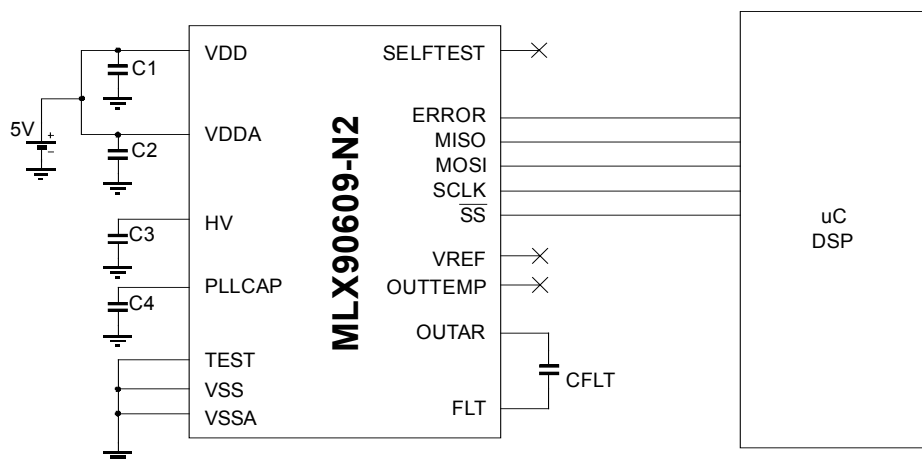 VDD
SELFTEST
C1
ERROR
5V
+
-
VDDA
MISO
C2
MOSI
SCLK
SS
HV
C3
VREF
PLLCAP
OUTTEMP
C4
OUTAR
TEST
CFLT
VSS
FLT
VSSA
MLX90609-N2
uC
DSP